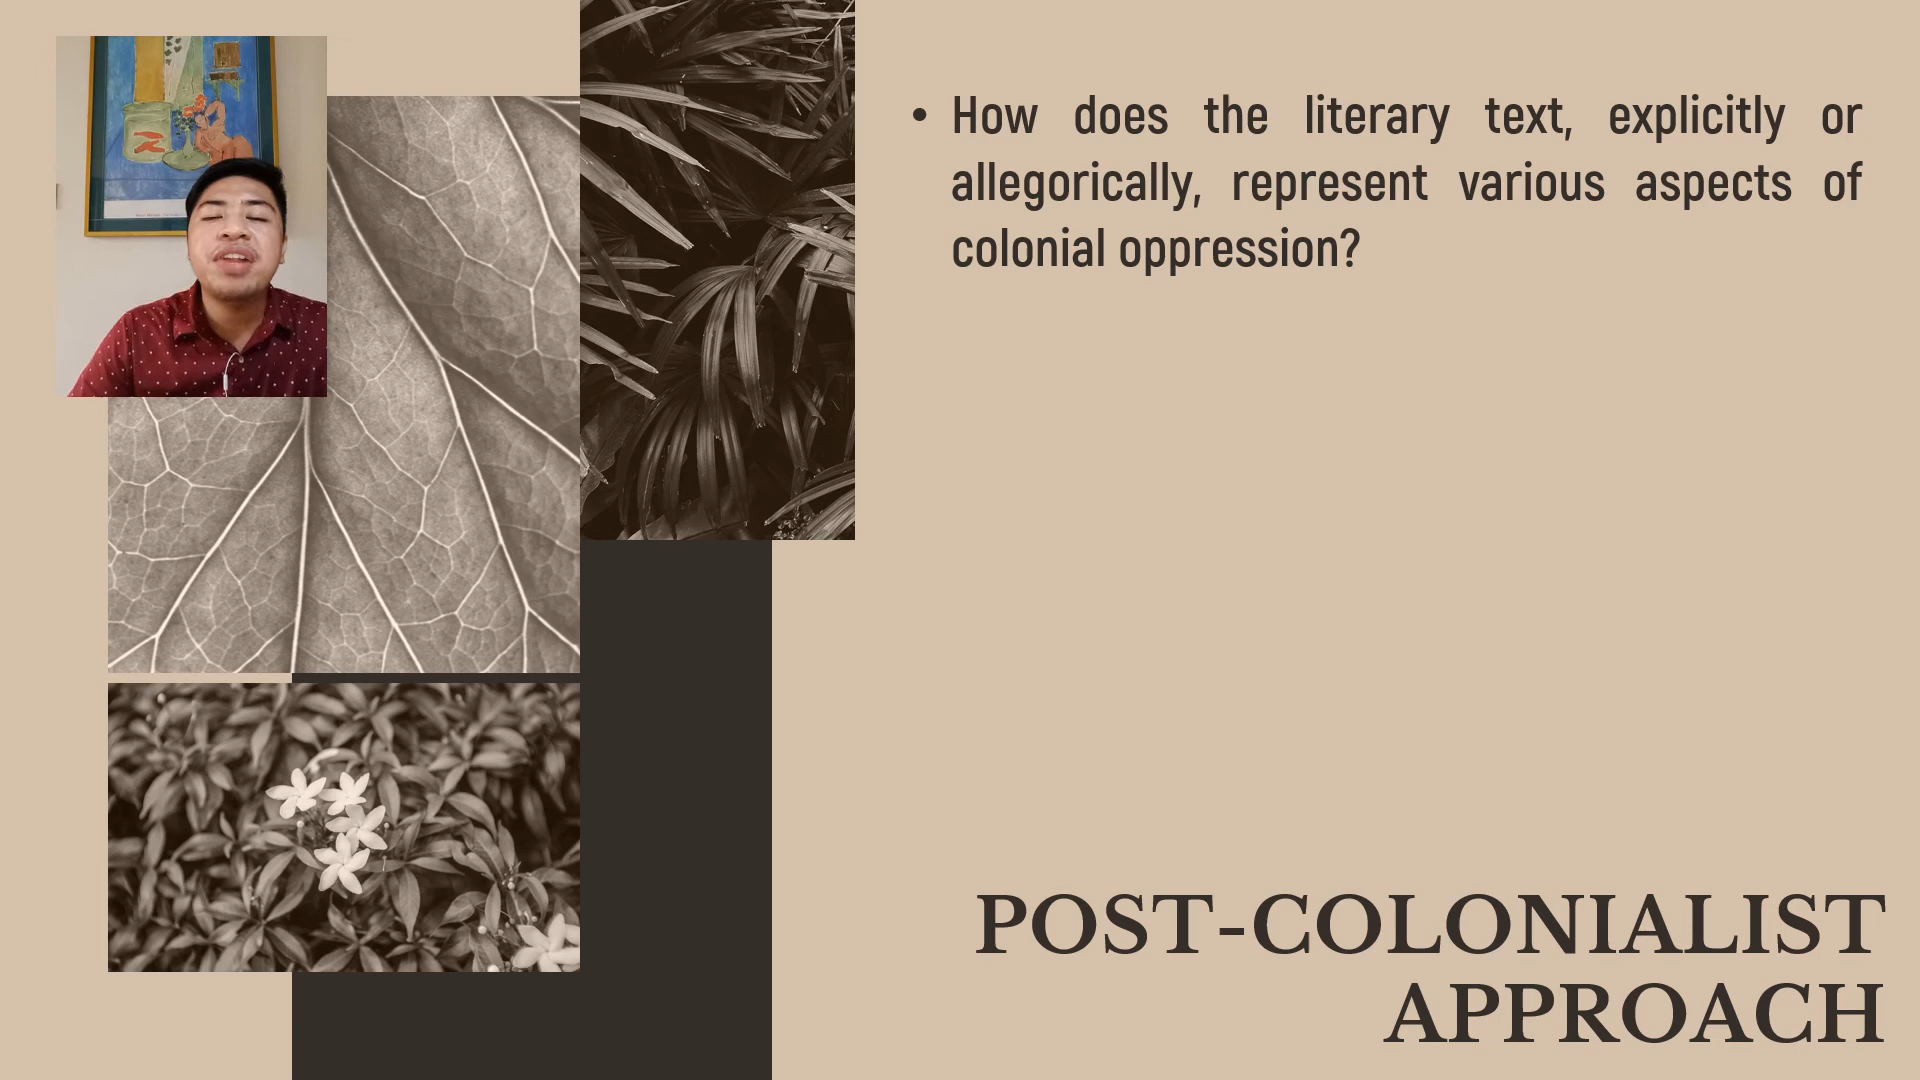 • How does the literary text, explicitly or
allegorically, represent various aspects of
colonial oppression?
POST-COLONIALIST
APPROACH